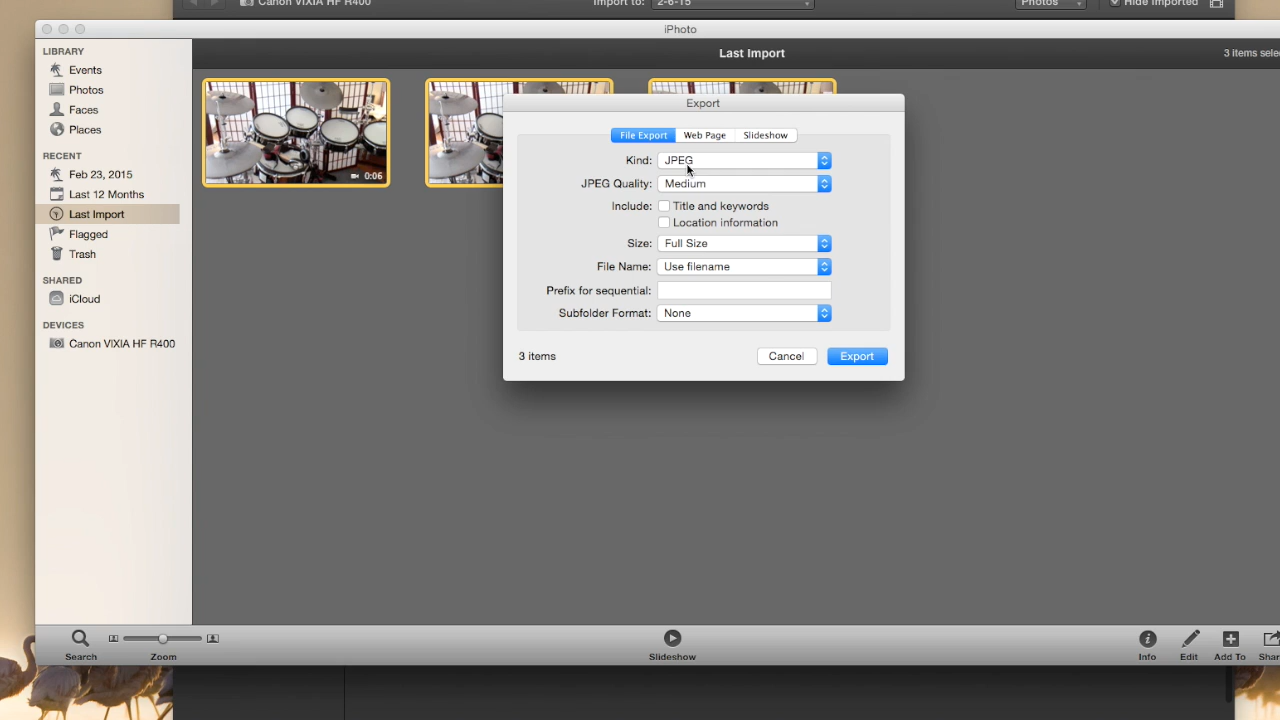 Canon VIXIA HF R400
Import to: 2-6-15
Photos
Hide Imported
iPhoto
LIBRARY
Events
Photos
Faces
Places
RECENT
Feb 23, 2015
Last 12 Months
Last Import
Flagged
Trash
SHARED
iCloud
DEVICES
Canon VIXIA HF R400
Last Import
3 items sele
0:06
Export
File Export Web Page Slideshow
Kind: JPEG
JPEG Quality: Medium
Include: Title and keywords
Location information
Size: Full Size
File Name: Use filename
Prefix for sequential:
Subfolder Format: None
3 items
Cancel Export
Search
Zoom
Slideshow
Info
Edit
Add To
Shar